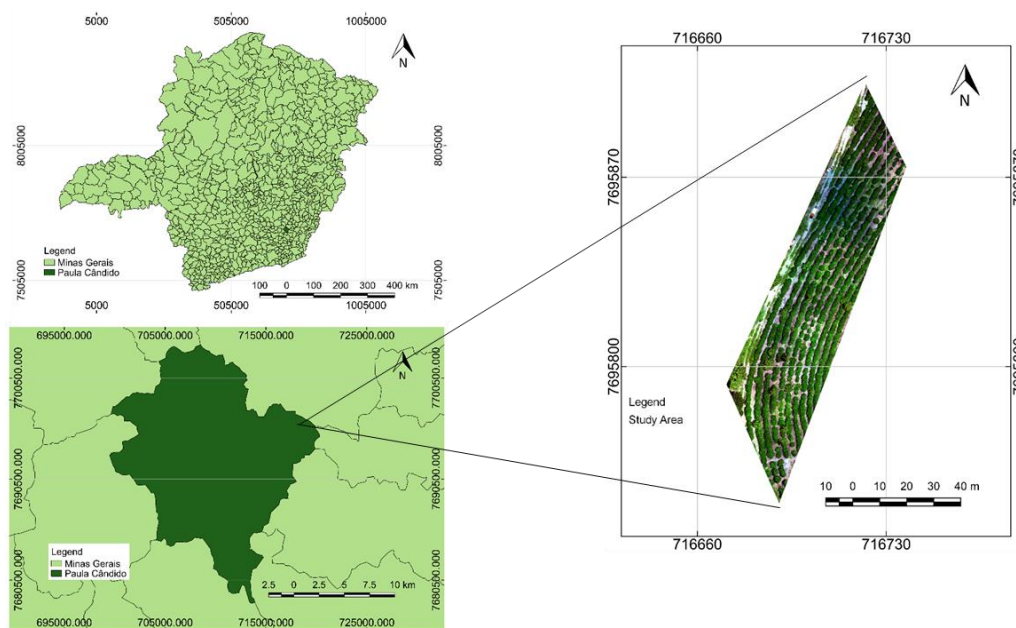 5000 505000 1005000
N
8005000 8005000
7505000 7505000
Legend
Minas Gerais
Paula Cândido
100 0 100 200 300 400 km
5000 505000 1005000
695000.000 705000.000 715000.000 725000.000
N
7700500.000 7700500.000
7690500.000 7690500.000
7680500.000 7680500.000
Legend
Minas Gerais
Paula Cândido
2.5 0 2.5 5 7.5 10 km
695000.000 705000.000 715000.000 725000.000
716660 716730
N
7695870 7695870
7695800 7695800
Legend
Study Area
10 0 10 20 30 40 m
716660 716730